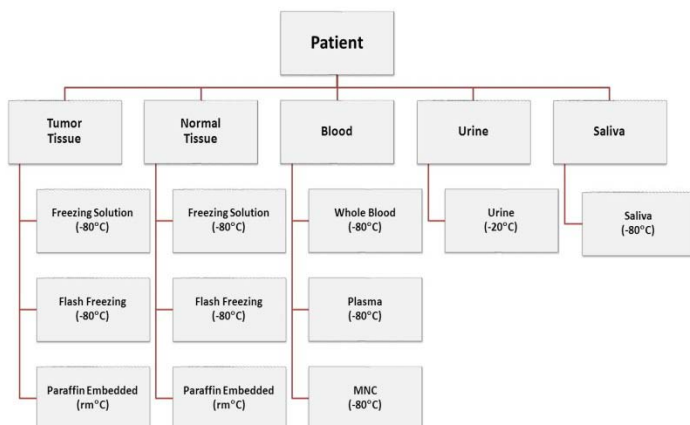 Patient
Tumor
Tissue
Normal
Tissue
Blood
Urine
Saliva
Freezing Solution
(-80°C)
Freezing Solution
(-80°C)
Whole Blood
(-80°C)
Urine
(-20°C)
Saliva
(-80°C)
Flash Freezing
(-80°C)
Flash Freezing
(-80°C)
Plasma
(-80°C)
Paraffin Embedded
(rm°C)
Paraffin Embedded
(rm°C)
MNC
(-80°C)